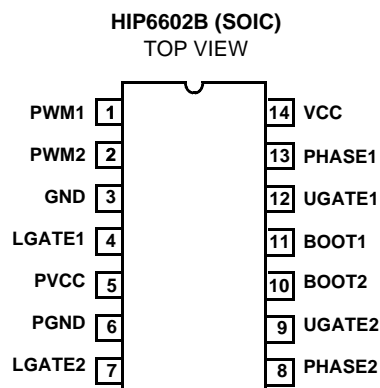 HIP6602B (SOIC)
TOP VIEW
PWM1 1 14 VCC
PWM2 2 13 PHASE1
GND 3 12 UGATE1
LGATE1 4 11 BOOT1
PVCC 5 10 BOOT2
PGND 6 9 UGATE2
LGATE2 7 8 PHASE2